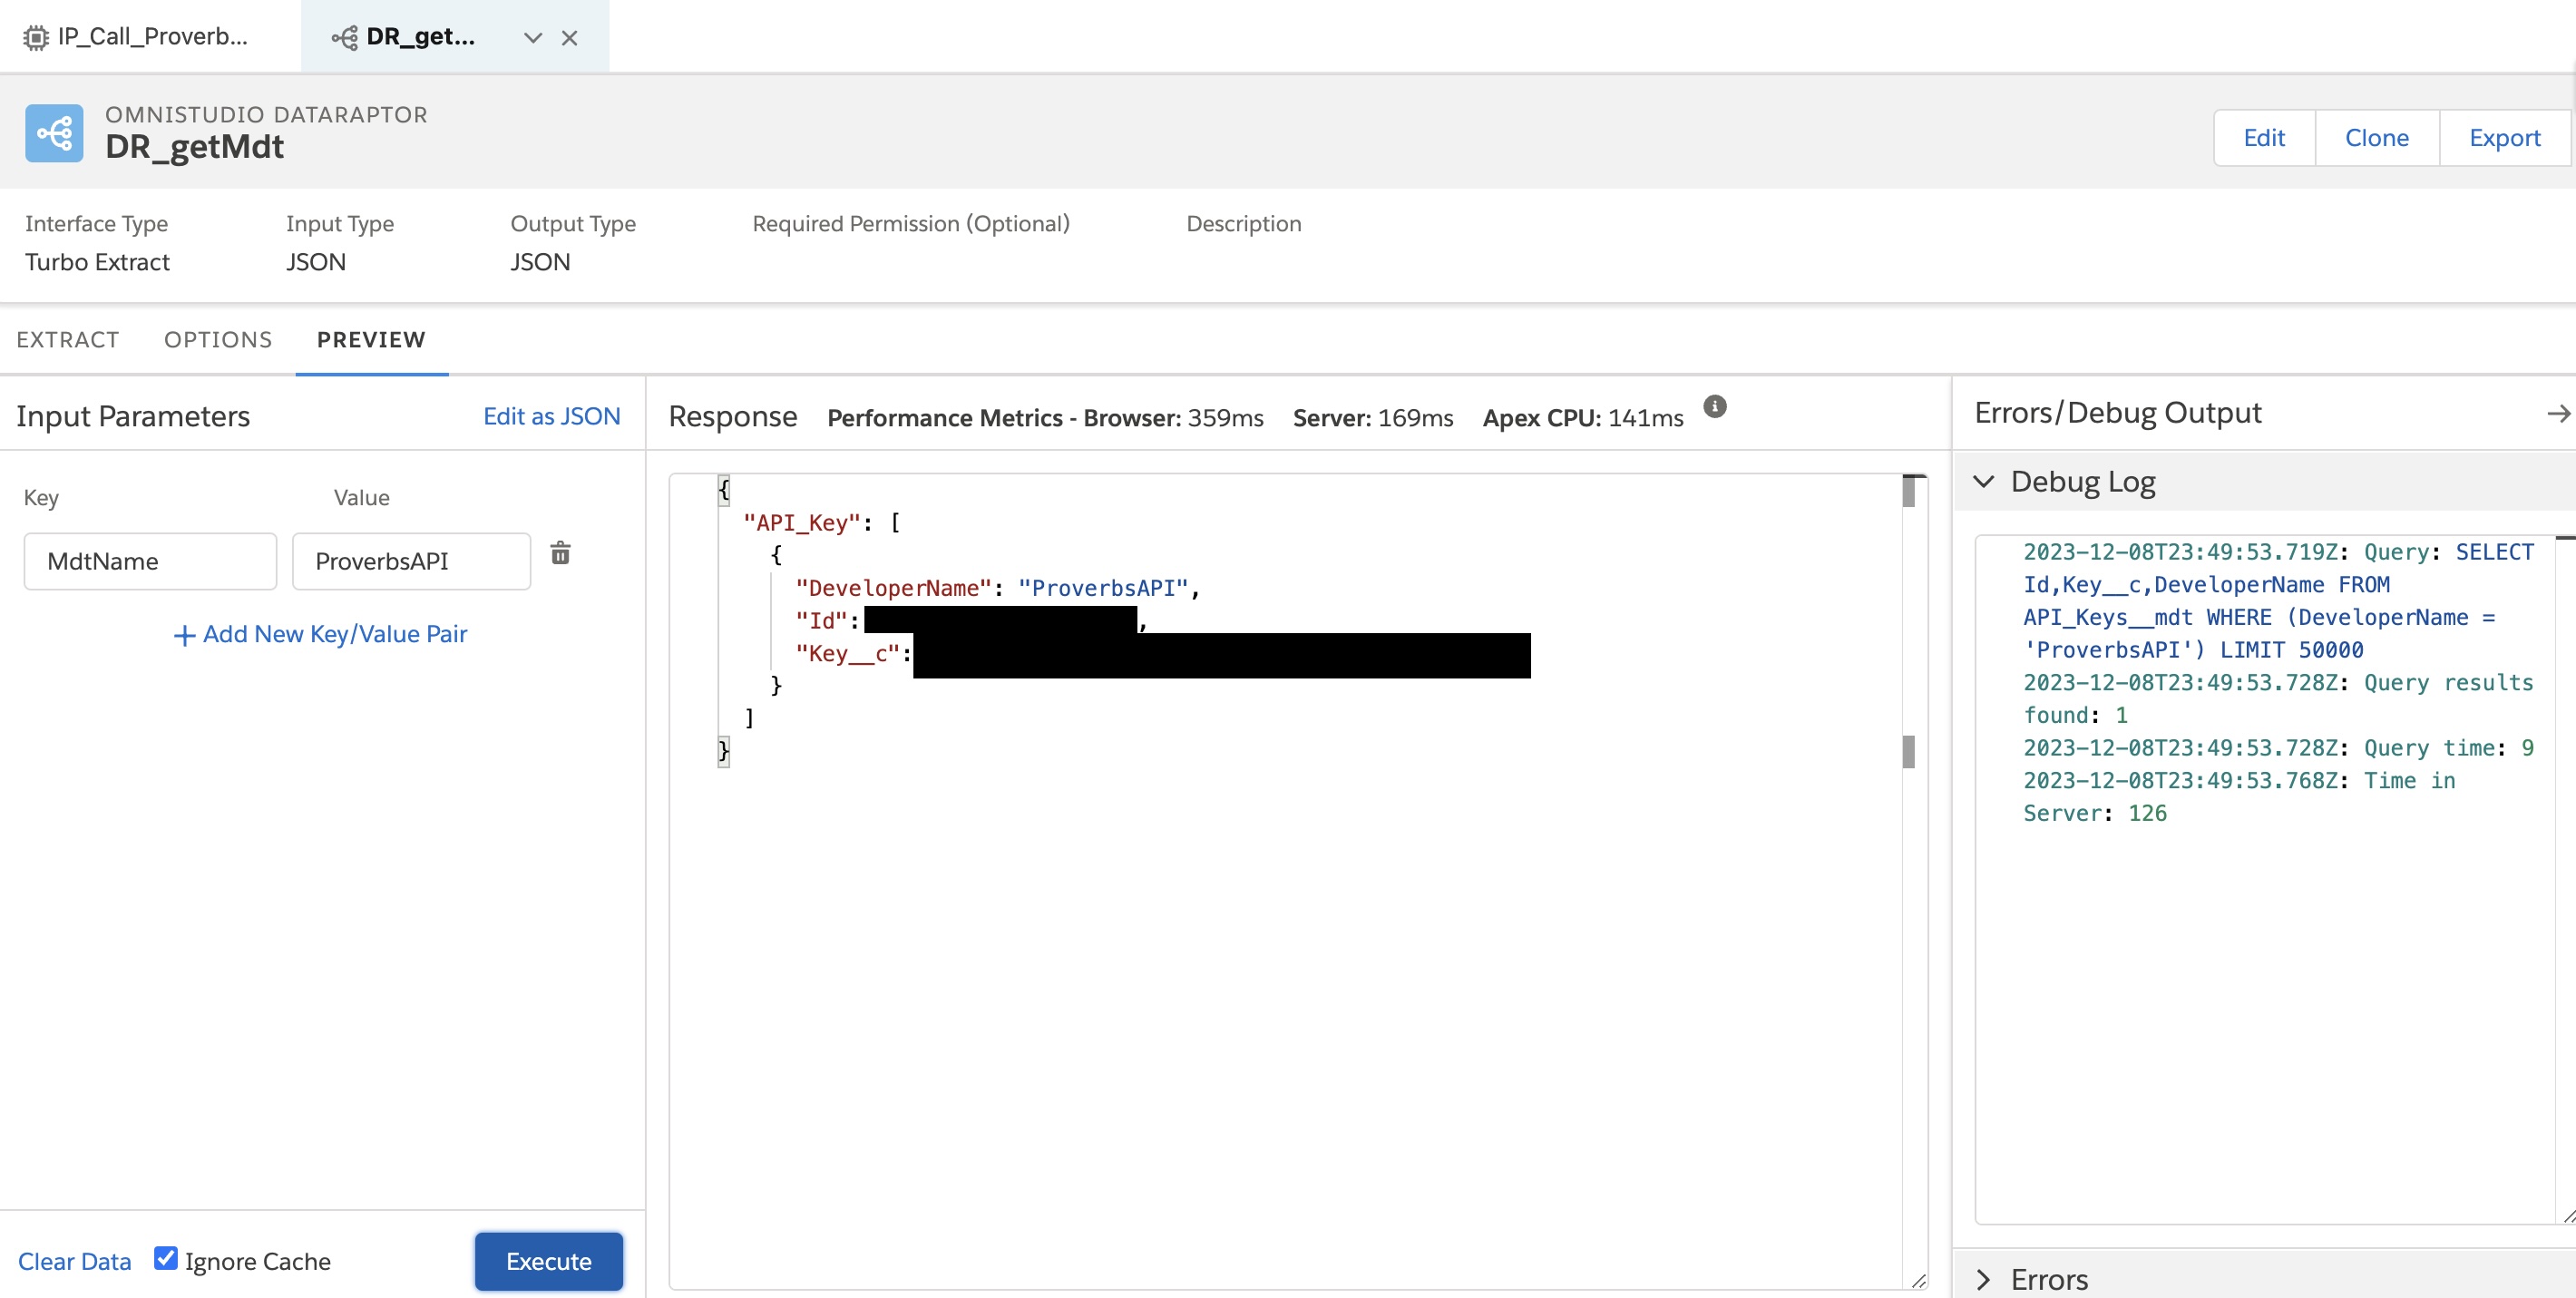 IP_Call_Proverb...
DR_get...
OMNISTUDIO DATARAPTOR
DR_getMdt
Edit
Clone
Export
Interface Type
Input Type
Output Type
Required Permission (Optional)
Description
Turbo Extract
JSON
JSON
EXTRACT
OPTIONS
PREVIEW
Input Parameters
Edit as JSON
Key
Value
MdtName
ProverbsAPI
Add New Key/Value Pair
Clear Data
Ignore Cache
Execute
Response
Performance Metrics - Browser: 359ms Server: 169ms Apex CPU: 141ms
{
"API_Key": [
{
"DeveloperName": "ProverbsAPI",
"Id": ,
"Key__c":
}
]
}
Errors/Debug Output
Debug Log
2023-12-08T23:49:53.719Z: Query: SELECT
Id,Key__c,DeveloperName FROM
API_Keys__mdt WHERE (DeveloperName =
'ProverbsAPI') LIMIT 50000
2023-12-08T23:49:53.728Z: Query results
found: 1
2023-12-08T23:49:53.728Z: Query time: 9
2023-12-08T23:49:53.768Z: Time in
Server: 126
Errors